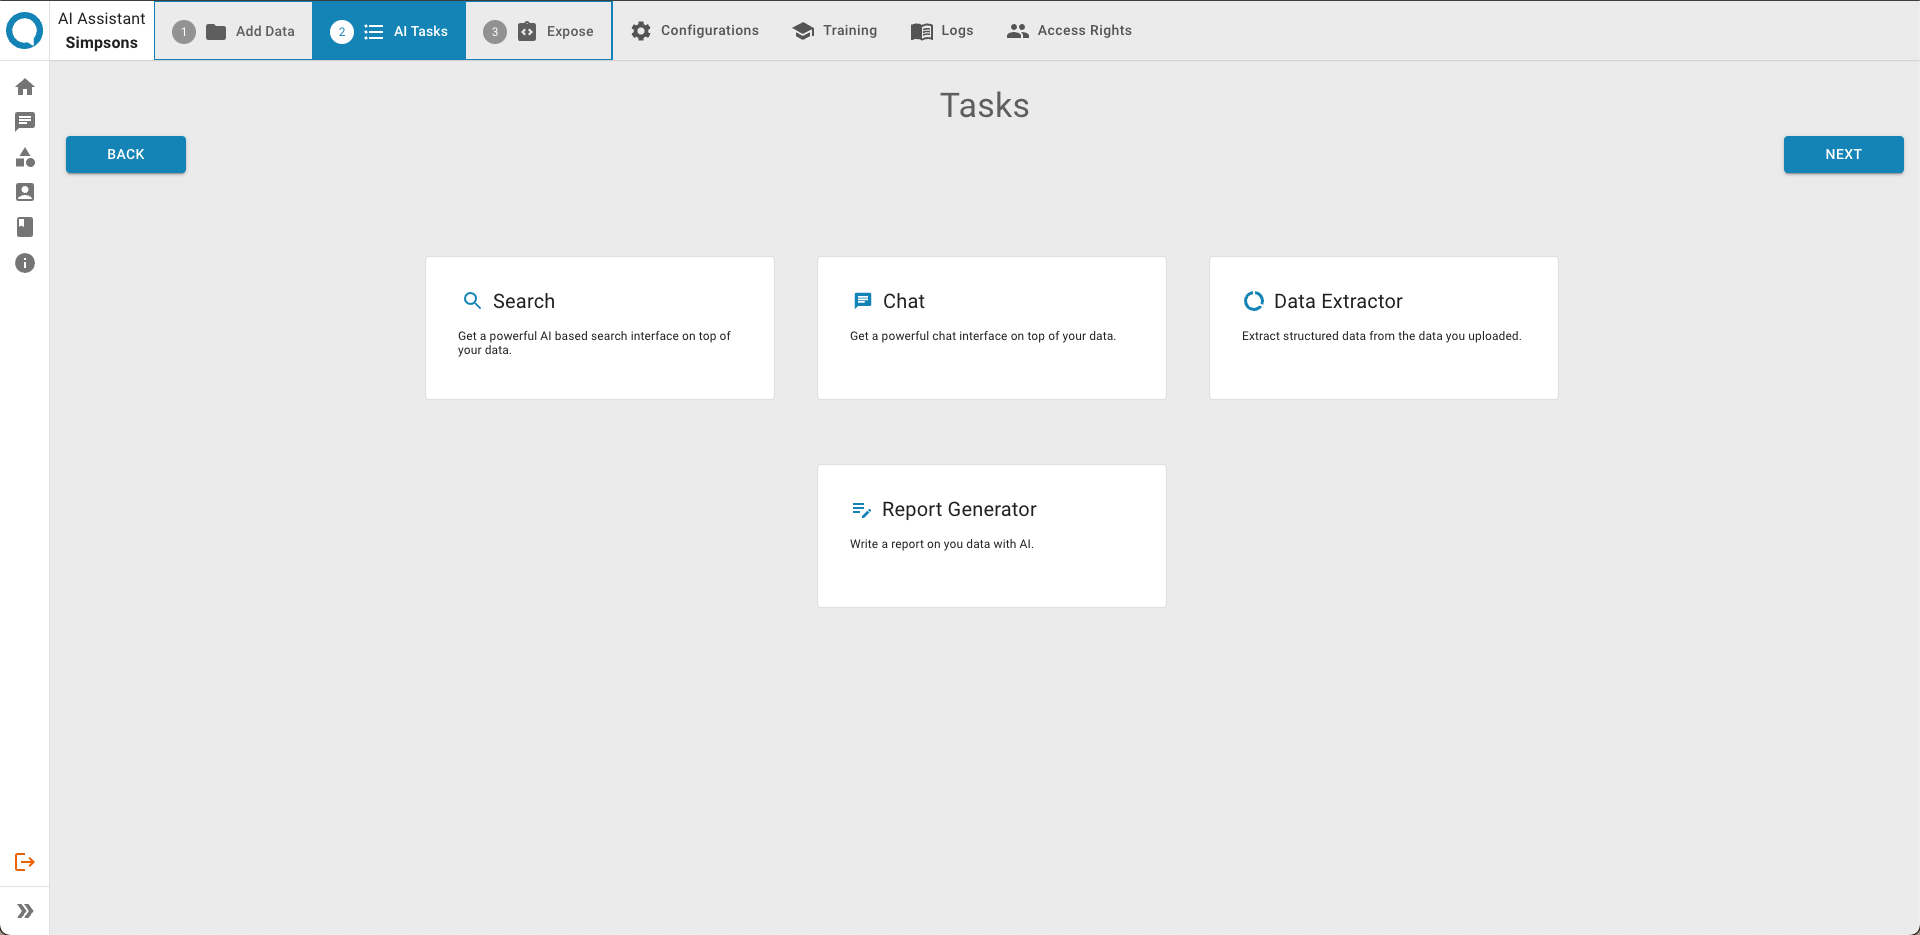 AI Assistant
Simpsons
1 Add Data
2 AI Tasks
3 Expose
Configurations
Training
Logs
Access Rights
Tasks
BACK
NEXT
Search
Get a powerful AI based search interface on top of
your data.
Chat
Get a powerful chat interface on top of your data.
Data Extractor
Extract structured data from the data you uploaded.
Report Generator
Write a report on you data with AI.